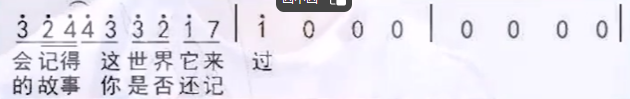 3̇ 2̇ 4̇ 4̇ 3̇ 3̇ 2̇ 1̇ 7 | 1̇ 0 0 0 | 0 0 0 0 |
会记得 这世界它来 过
的故事 你是否还记